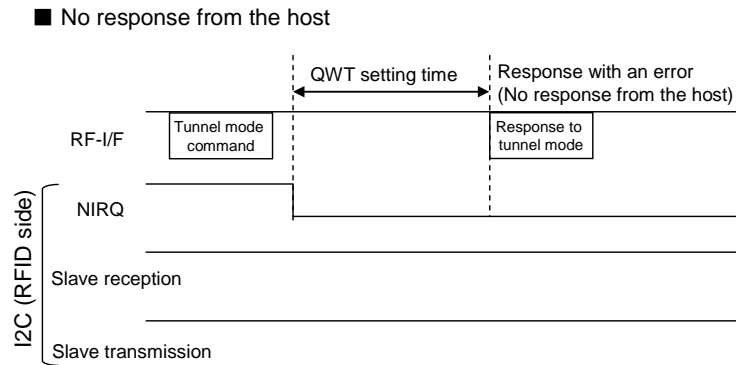 ■ No response from the host
QWT setting time
Response with an error
(No response from the host)
RF-I/F
Tunnel mode
command
Response to
tunnel mode
NIRQ
I2C (RFID side)
Slave reception
Slave transmission